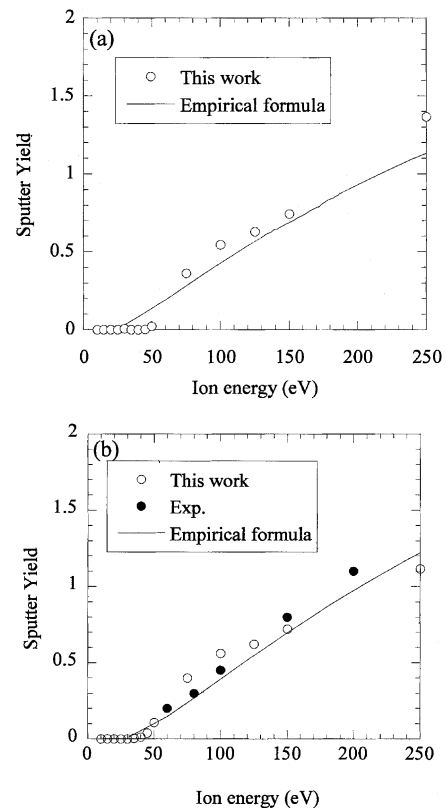 (a)
This work
Empirical formula
Sputter Yield
2
1.5
1
0.5
0
0 50 100 150 200 250
Ion energy (eV)
(b)
This work
Exp.
Empirical formula
Sputter Yield
2
1.5
1
0.5
0
0 50 100 150 200 250
Ion energy (eV)